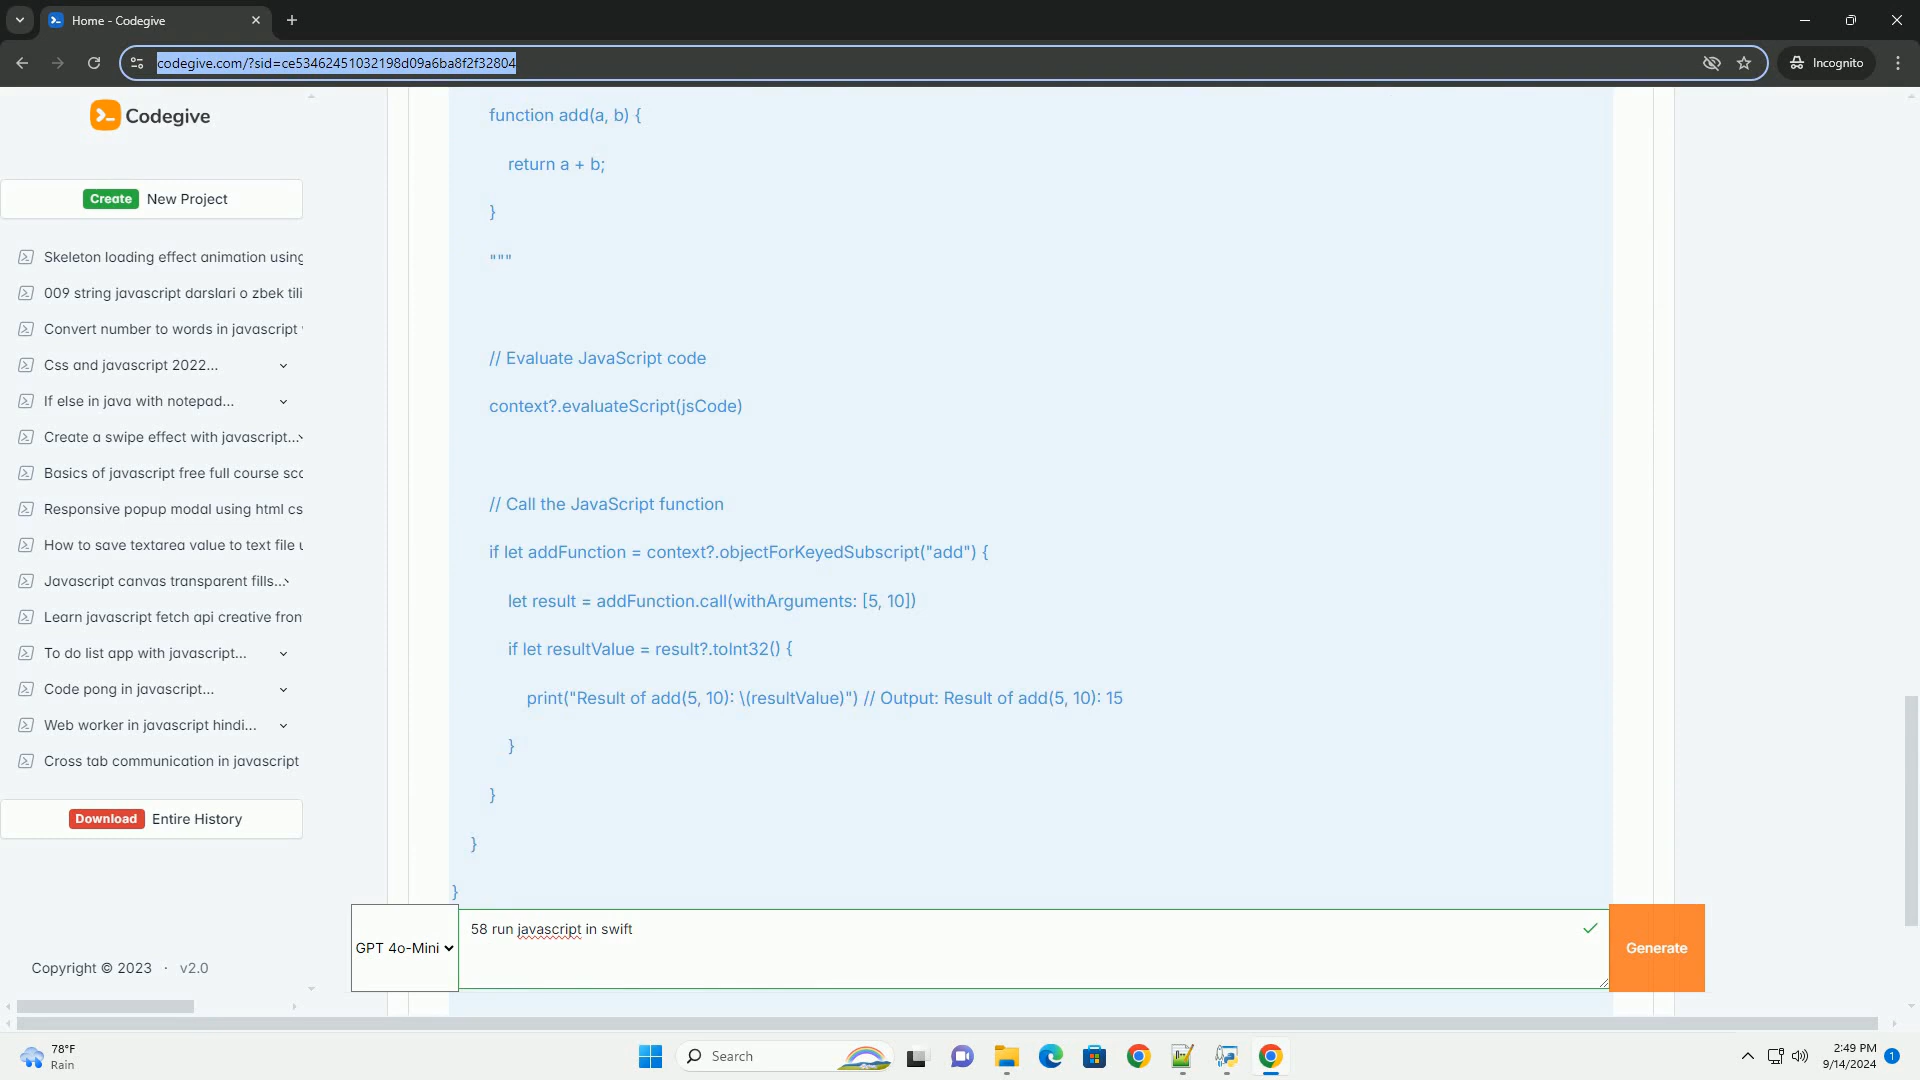 Home - Codegive
codegive.com/?sid=ce53462451032198d09a6ba8f2f32804
Incognito
Codegive
Create New Project
Skeleton loading effect animation using
009 string javascript darslari o zbek tili
Convert number to words in javascript
Css and javascript 2022...
If else in java with notepad...
Create a swipe effect with javascript...
Basics of javascript free full course
Responsive popup modal using html cs
How to save textarea value to text file
Javascript canvas transparent fills...
Learn javascript fetch api creative fron
To do list app with javascript...
Code pong in javascript...
Web worker in javascript hindi...
Cross tab communication in javascript
Download Entire History
Copyright © 2023 · v2.0
function add(a, b) {
return a + b;
}
"""
// Evaluate JavaScript code
context?.evaluateScript(jsCode)
// Call the JavaScript function
if let addFunction = context?.objectForKeyedSubscript("add") {
let result = addFunction.call(withArguments: [5, 10])
if let resultValue = result?.toInt32() {
print("Result of add(5, 10): \(resultValue)") // Output: Result of add(5, 10): 15
}
}
}
}
GPT 4o-Mini
58 run javascript in swift
Generate
78°F
Rain
Search
2:49 PM
9/14/2024
1